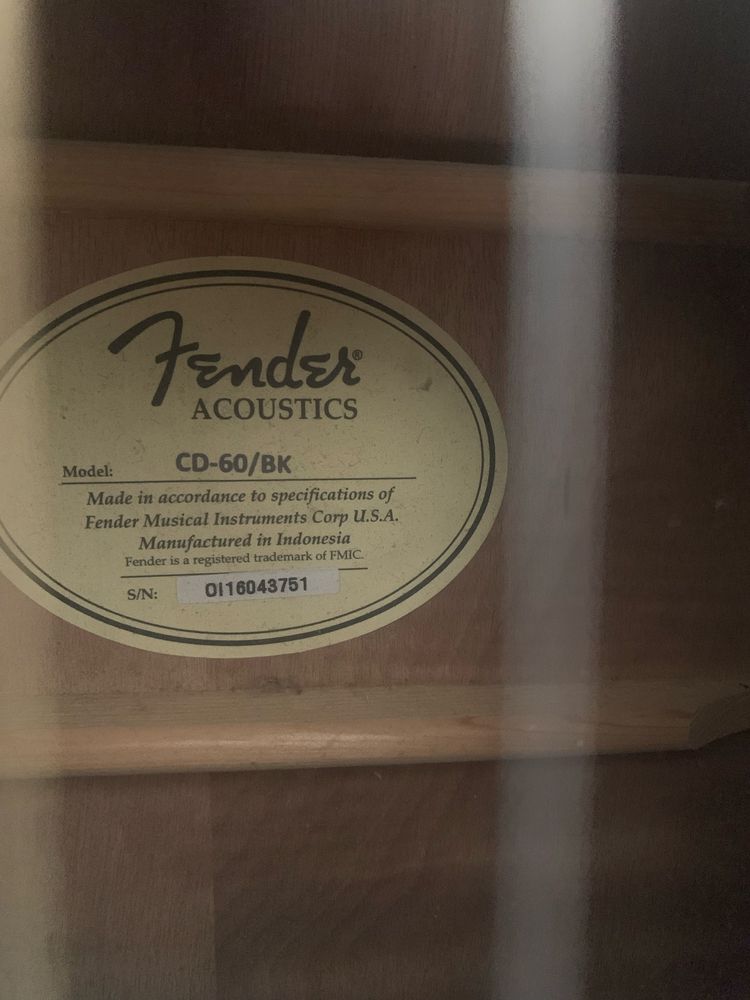 Fender®
ACOUSTICS
Model: CD-60/BK
Made in accordance to specifications of
Fender Musical Instruments Corp U.S.A.
Manufactured in Indonesia
Fender is a registered trademark of FMIC.
S/N: OI16043751